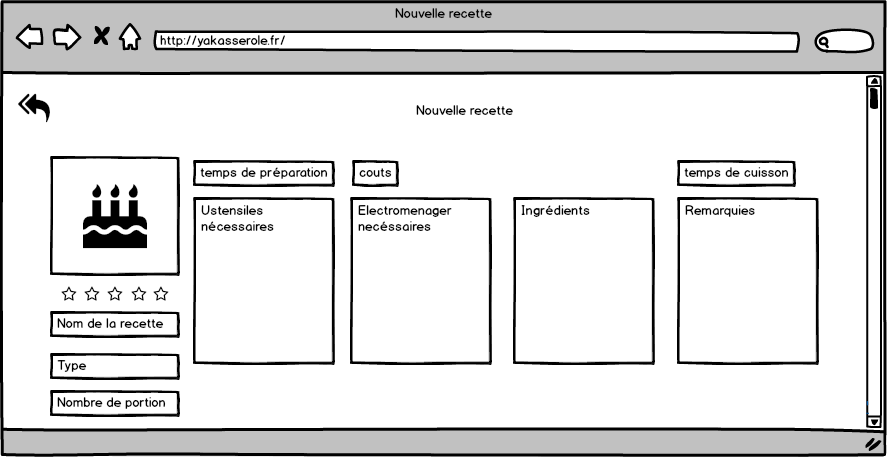 Nouvelle recette
http://yakasserole.fr/
Nouvelle recette
temps de préparation
couts
temps de cuisson
Ustensiles
nécessaires
Electromenager
necéssaires
Ingrédients
Remarquies
Nom de la recette
Type
Nombre de portion